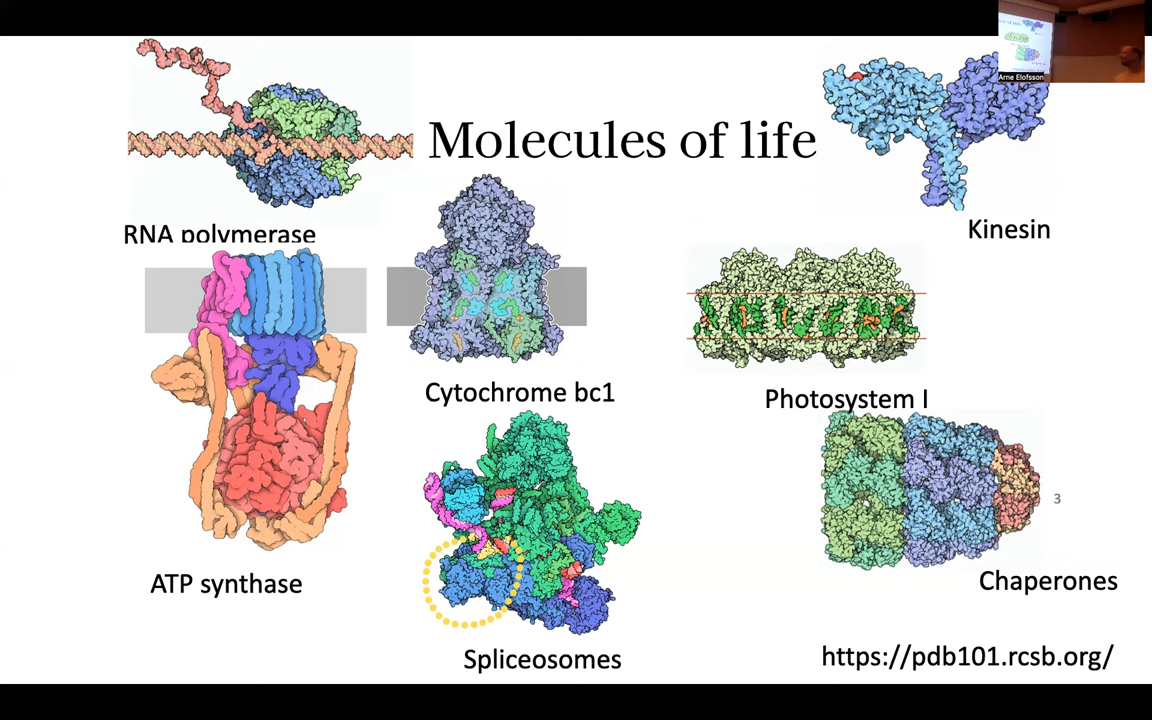 Arne Elofsson
Molecules of life
RNA polymerase
Kinesin
Cytochrome bc1
Photosystem I
3
ATP synthase
Chaperones
Spliceosomes
https://pdb101.rcsb.org/